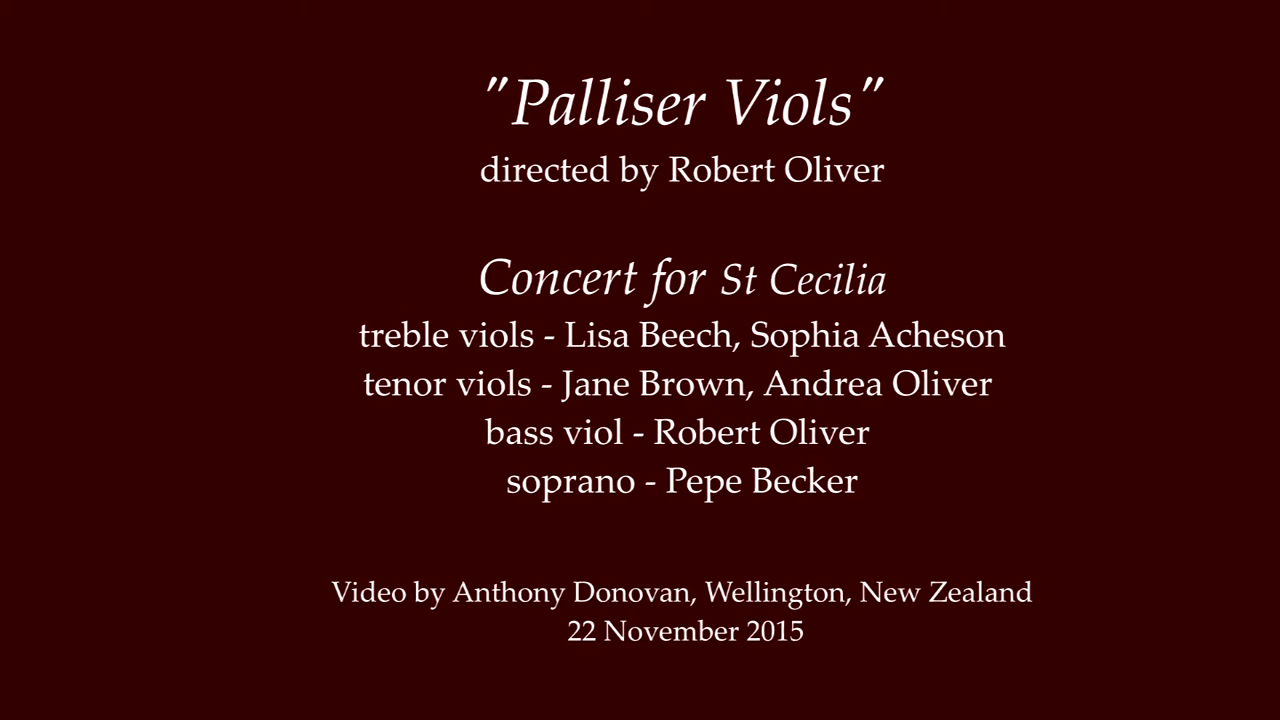 "Palliser Viols"
directed by Robert Oliver
Concert for St Cecilia
treble viols - Lisa Beech, Sophia Acheson
tenor viols - Jane Brown, Andrea Oliver
bass viol - Robert Oliver
soprano - Pepe Becker
Video by Anthony Donovan, Wellington, New Zealand
22 November 2015